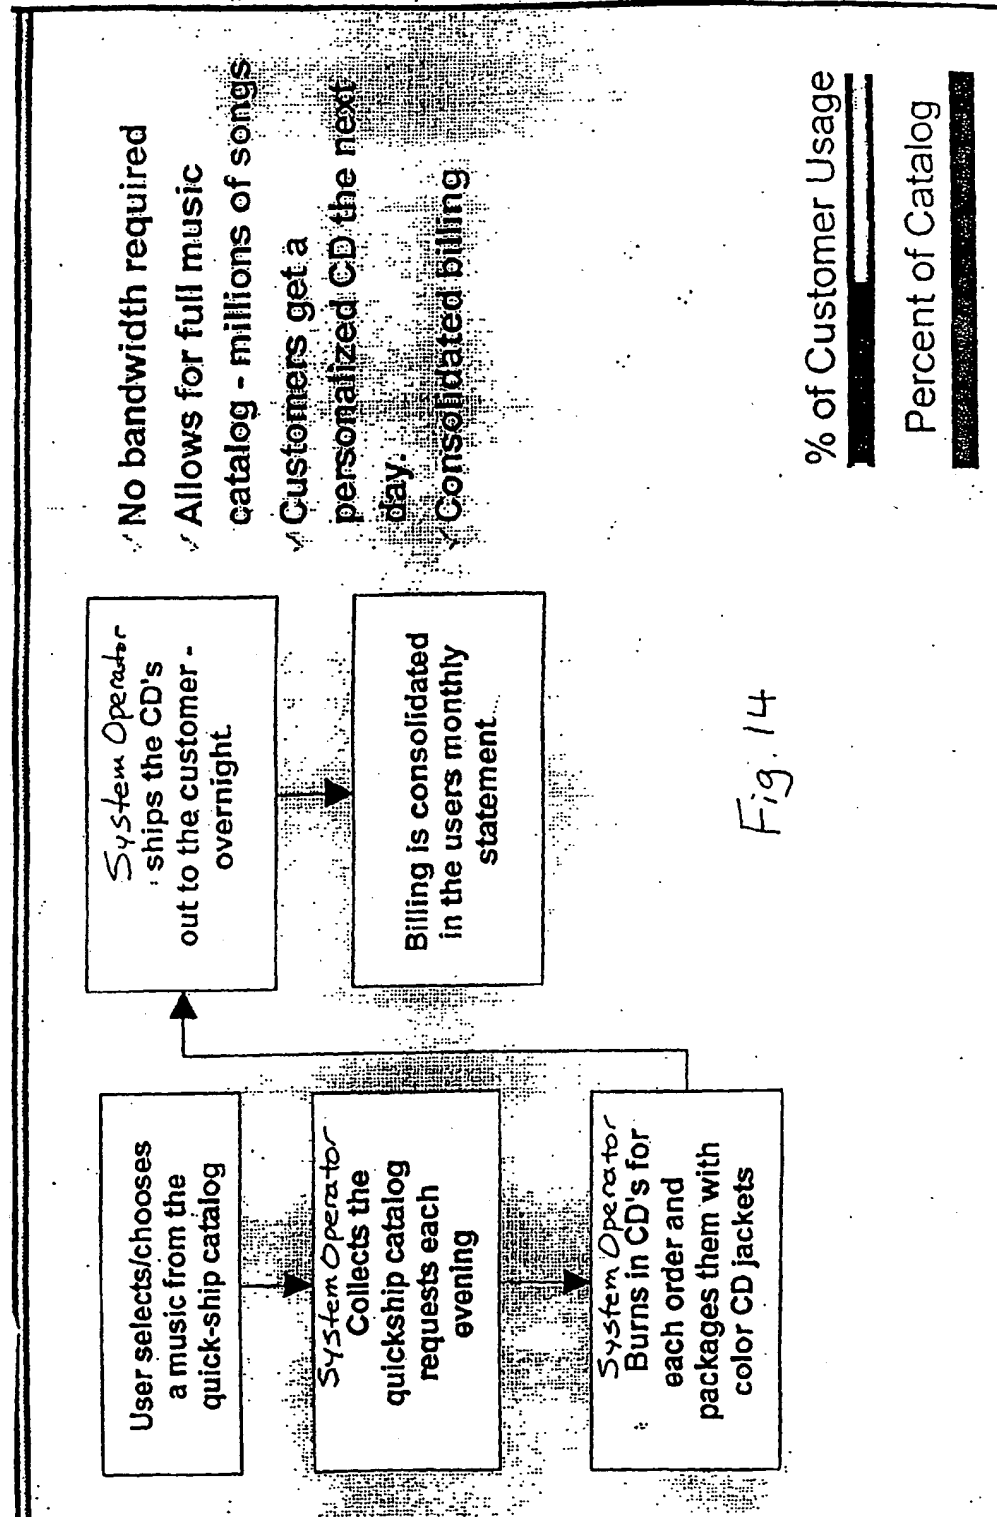 User selects/chooses
a music from the
quick-ship catalog
System Operator
Collects the
quickship catalog
requests each
evening
System Operator
Burns in CD's for
each order and
packages them with
color CD jackets
System Operator
ships the CD's
out to the customer -
overnight.
Billing is consolidated
in the users monthly
statement
✓ No bandwidth required
✓ Allows for full music
catalog - millions of songs
✓ Customers get a
personalized CD the next
day.
✓ Consolidated billing
% of Customer Usage
Percent of Catalog
Fig. 14